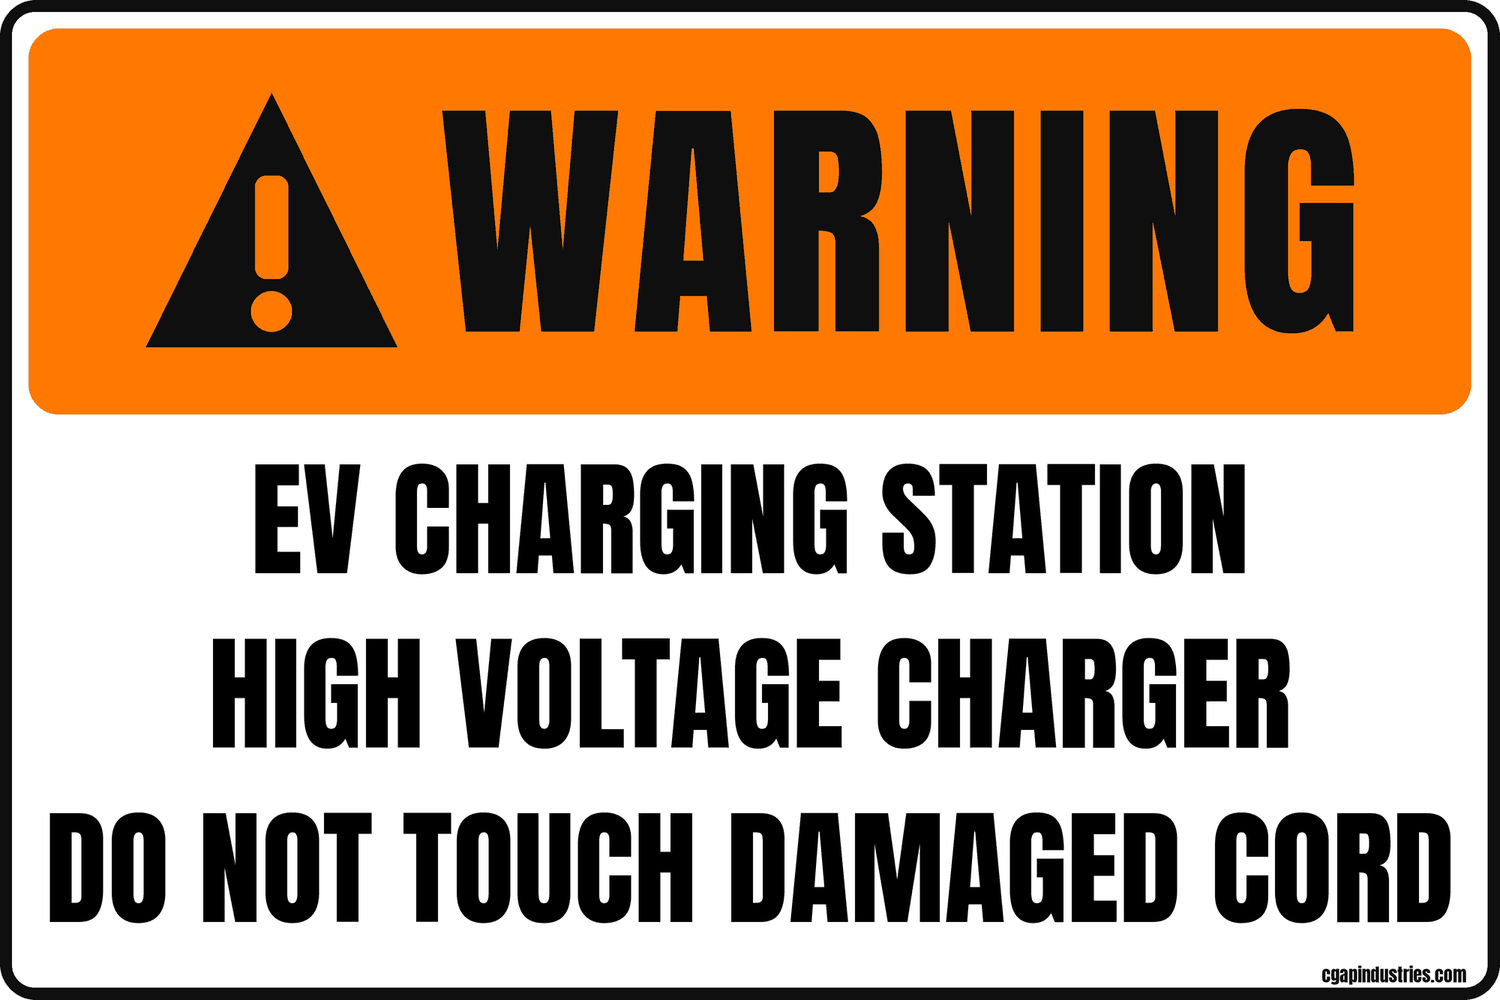 WARNING
EV CHARGING STATION
HIGH VOLTAGE CHARGER
DO NOT TOUCH DAMAGED CORD
cgapindustries.com